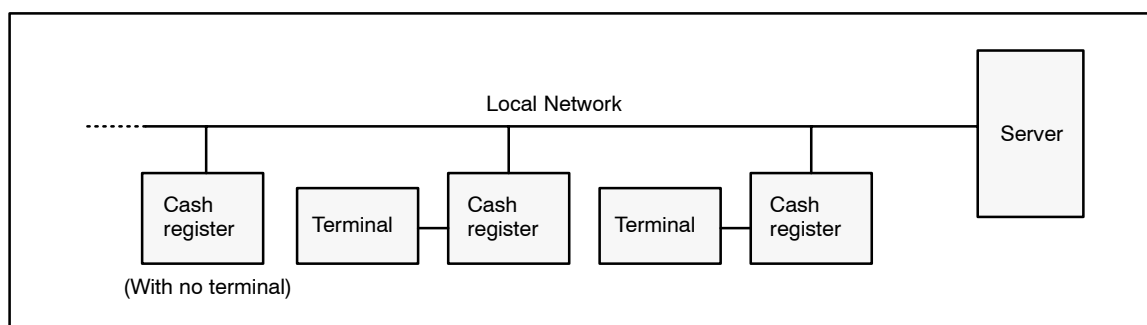 Local Network
Server
Cash
register
Terminal
Cash
register
Terminal
Cash
register
(With no terminal)